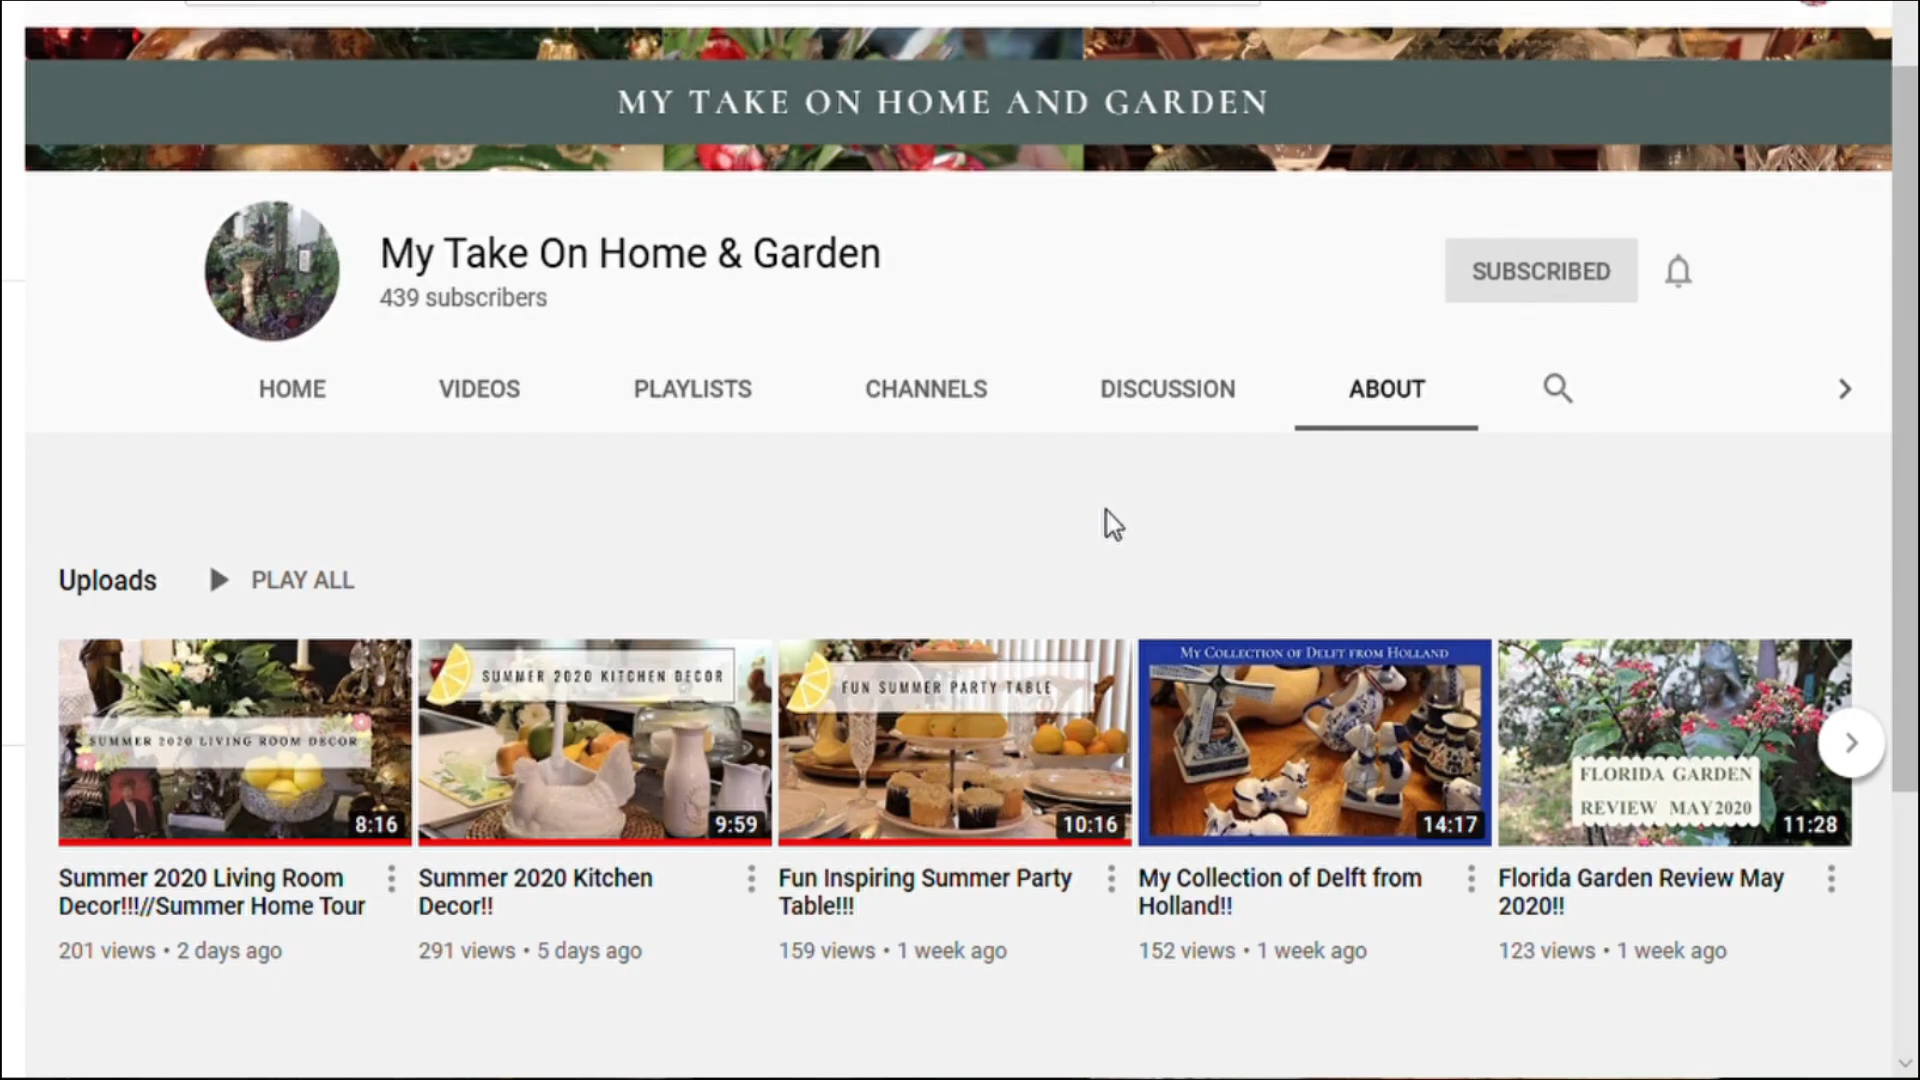 MY TAKE ON HOME AND GARDEN
My Take On Home & Garden
439 subscribers
SUBSCRIBED
HOME VIDEOS PLAYLISTS CHANNELS DISCUSSION ABOUT
Uploads PLAY ALL
SUMMER 2020 LIVING ROOM DECOR
8:16
SUMMER 2020 KITCHEN DECOR
9:59
FUN SUMMER PARTY TABLE
10:16
MY COLLECTION OF DELFT FROM HOLLAND
14:17
FLORIDA GARDEN
REVIEW MAY 2020
11:28
Summer 2020 Living Room
Decor!!!//Summer Home Tour
201 views • 2 days ago
Summer 2020 Kitchen
Decor!!
291 views • 5 days ago
Fun Inspiring Summer Party
Table!!!
159 views • 1 week ago
My Collection of Delft from
Holland!!
152 views • 1 week ago
Florida Garden Review May
2020!!
123 views • 1 week ago